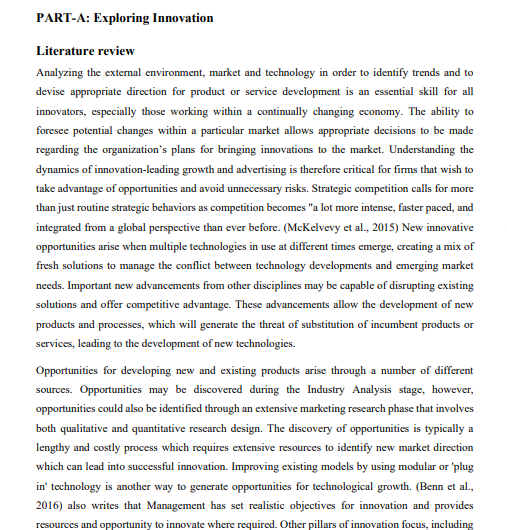 PART-A: Exploring Innovation
Literature review
Analyzing the external environment, market and technology in order to identify trends and to
devise appropriate direction for product or service development is an essential skill for all
innovators, especially those working within a continually changing economy. The ability to
foresee potential changes within a particular market allows appropriate decisions to be made
regarding the organization's plans for bringing innovations to the market. Understanding the
dynamics of innovation-leading growth and advertising is therefore critical for firms that wish to
take advantage of opportunities and avoid unnecessary risks. Strategic competition calls for more
than just routine strategic behaviors as competition becomes "a lot more intense, faster paced, and
integrated from a global perspective than ever before. (McKelvevy et al., 2015) New innovative
opportunities arise when multiple technologies in use at different times emerge, creating a mix of
fresh solutions to manage the conflict between technology developments and emerging market
needs. Important new advancements from other disciplines may be capable of disrupting existing
solutions and offer competitive advantage. These advancements allow the development of new
products and processes, which will generate the threat of substitution of incumbent products or
services, leading to the development of new technologies.
Opportunities for developing new and existing products arise through a number of different
sources. Opportunities may be discovered during the Industry Analysis stage, however,
opportunities could also be identified through an extensive marketing research phase that involves
both qualitative and quantitative research design. The discovery of opportunities is typically a
lengthy and costly process which requires extensive resources to identify new market direction
which can lead into successful innovation. Improving existing models by using modular or 'plug
in' technology is another way to generate opportunities for technological growth. (Benn et al.,
2016) also writes that Management has set realistic objectives for innovation and provides
resources and opportunity to innovate where required. Other pillars of innovation focus, including